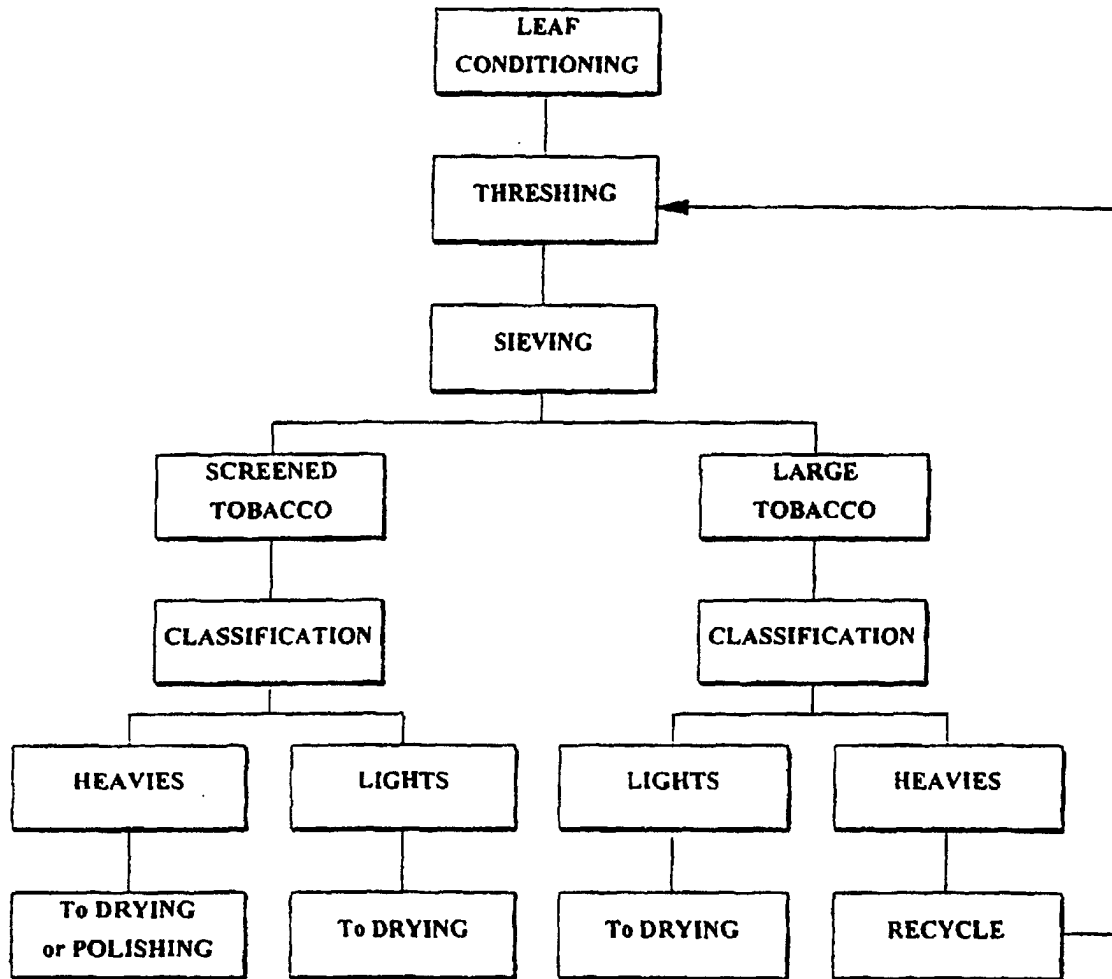 LEAF
CONDITIONING
THRESHING
SIEVING
SCREENED
TOBACCO
LARGE
TOBACCO
CLASSIFICATION
CLASSIFICATION
HEAVIES
LIGHTS
LIGHTS
HEAVIES
To DRYING
or POLISHING
To DRYING
To DRYING
RECYCLE